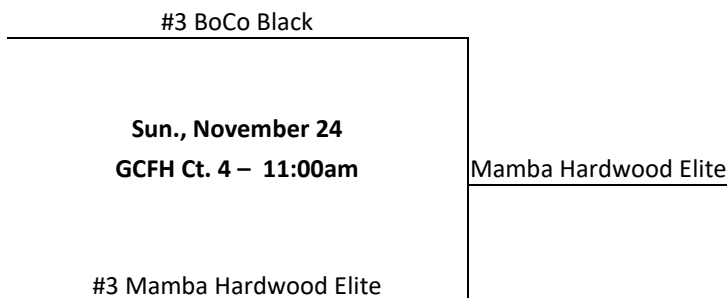 #3 BoCo Black
Sun., November 24
GCFH Ct. 4 – 11:00am
Mamba Hardwood Elite
#3 Mamba Hardwood Elite